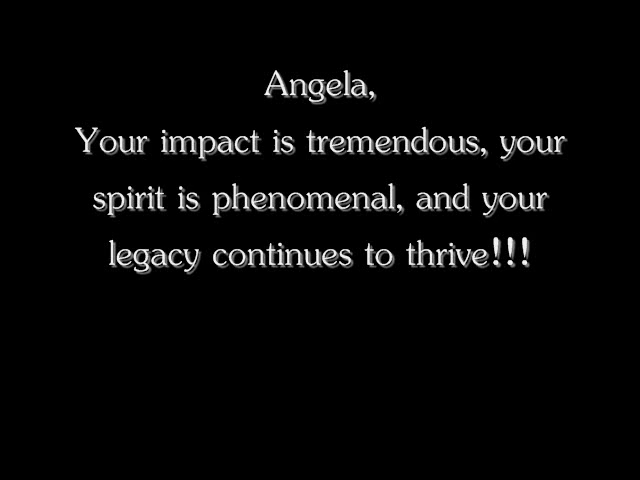 Angela,
Your impact is tremendous, your
spirit is phenomenal, and your
legacy continues to thrive!!!